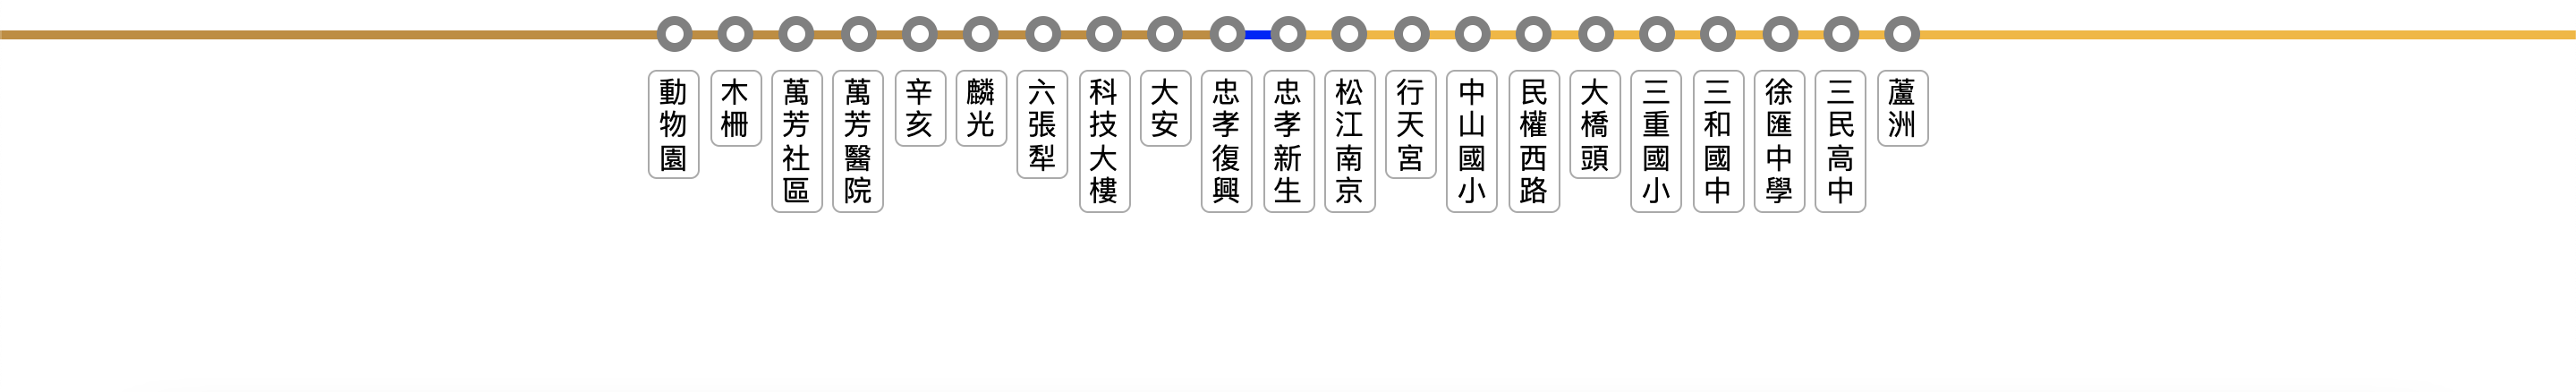 動物園
木柵
萬芳社區
萬芳醫院
辛亥
麟光
六張犁
科技大樓
大安
忠孝復興
忠孝新生
松江南京
行天宮
中山國小
民權西路
大橋頭
三重國小
三和國中
徐匯中學
三民高中
蘆洲